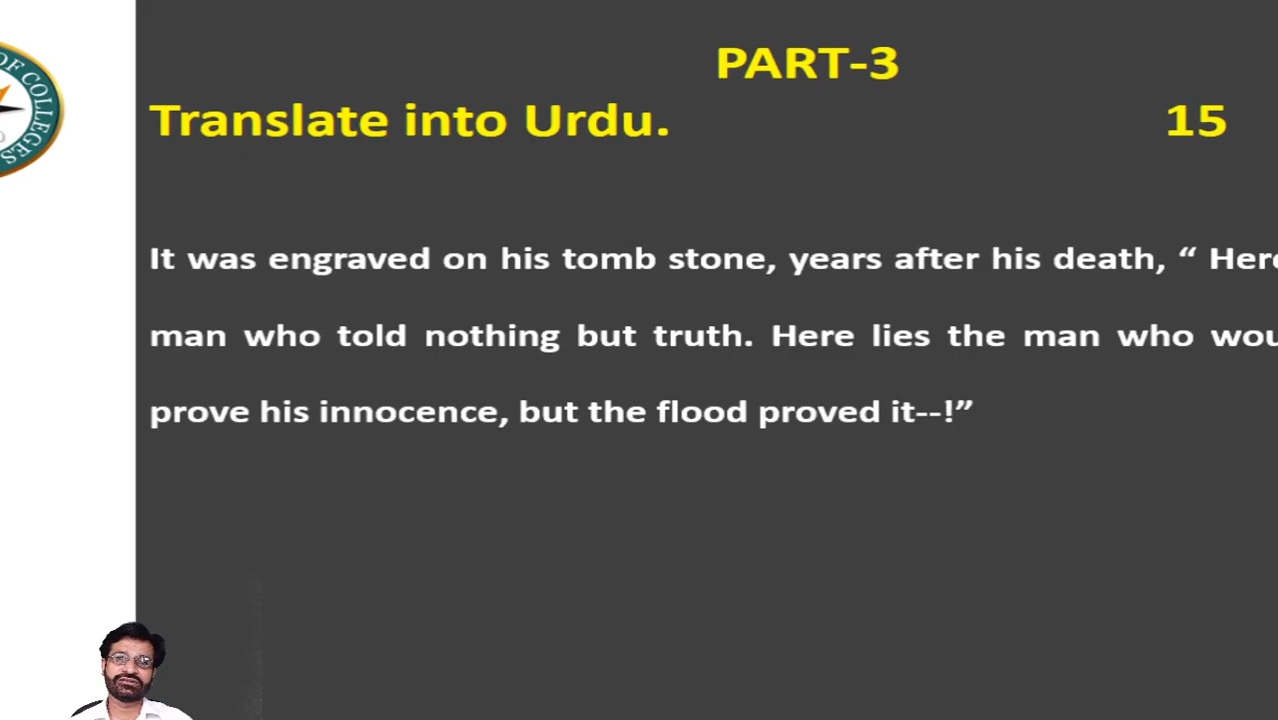 PART-3
OF COLLEGES
Translate into Urdu. 15
It was engraved on his tomb stone, years after his death, “ Here
man who told nothing but truth. Here lies the man who wou
prove his innocence, but the flood proved it--!”